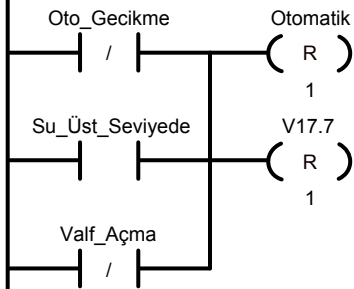 Oto_Gecikme Otomatik
/ R
1
Su_Üst_Seviyede V17.7
R
1
Valf_Açma
/